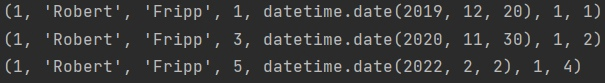 (1, 'Robert', 'Fripp', 1, datetime.date(2019, 12, 20), 1, 1)
(1, 'Robert', 'Fripp', 3, datetime.date(2020, 11, 30), 1, 2)
(1, 'Robert', 'Fripp', 5, datetime.date(2022, 2, 2), 1, 4)